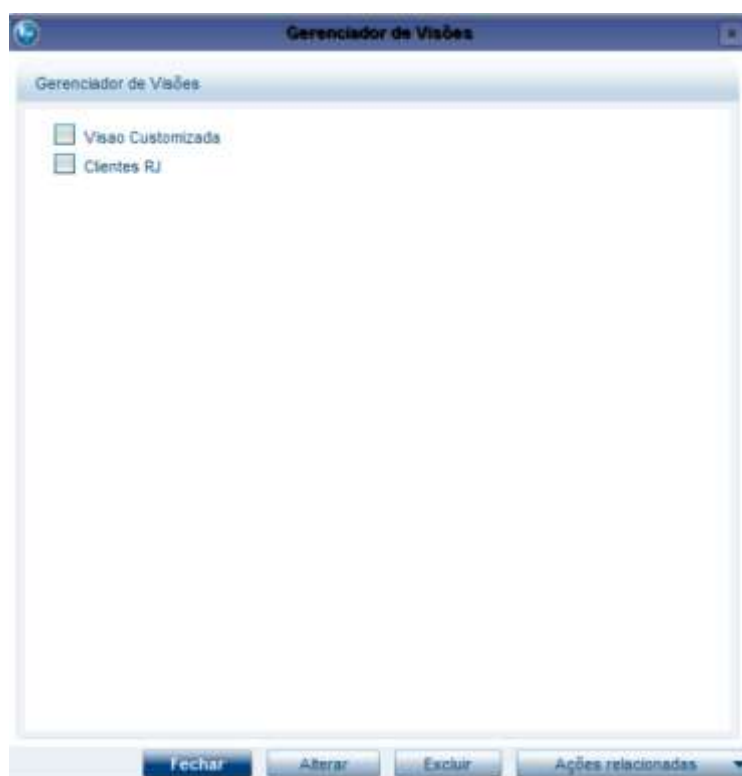 Gerenciador de Visões
Gerenciador de Visões
Visao Customizada
Clientes RJ
Fechar
Alterar
Excluir
Ações relacionadas